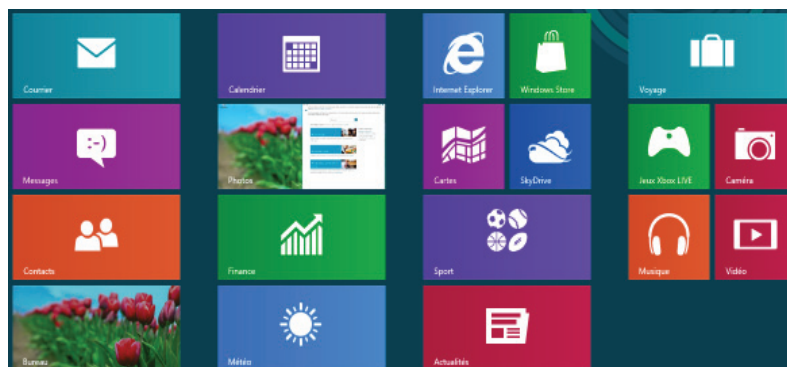 Courrier
Calendrier
Internet Explorer
Windows Store
Voyage
:-)
Messages
Photos
Cartes
SkyDrive
Jeux Xbox LIVE
Caméra
Contacts
Finance
Sport
Musique
Vidéo
Bureau
Météo
Actualités